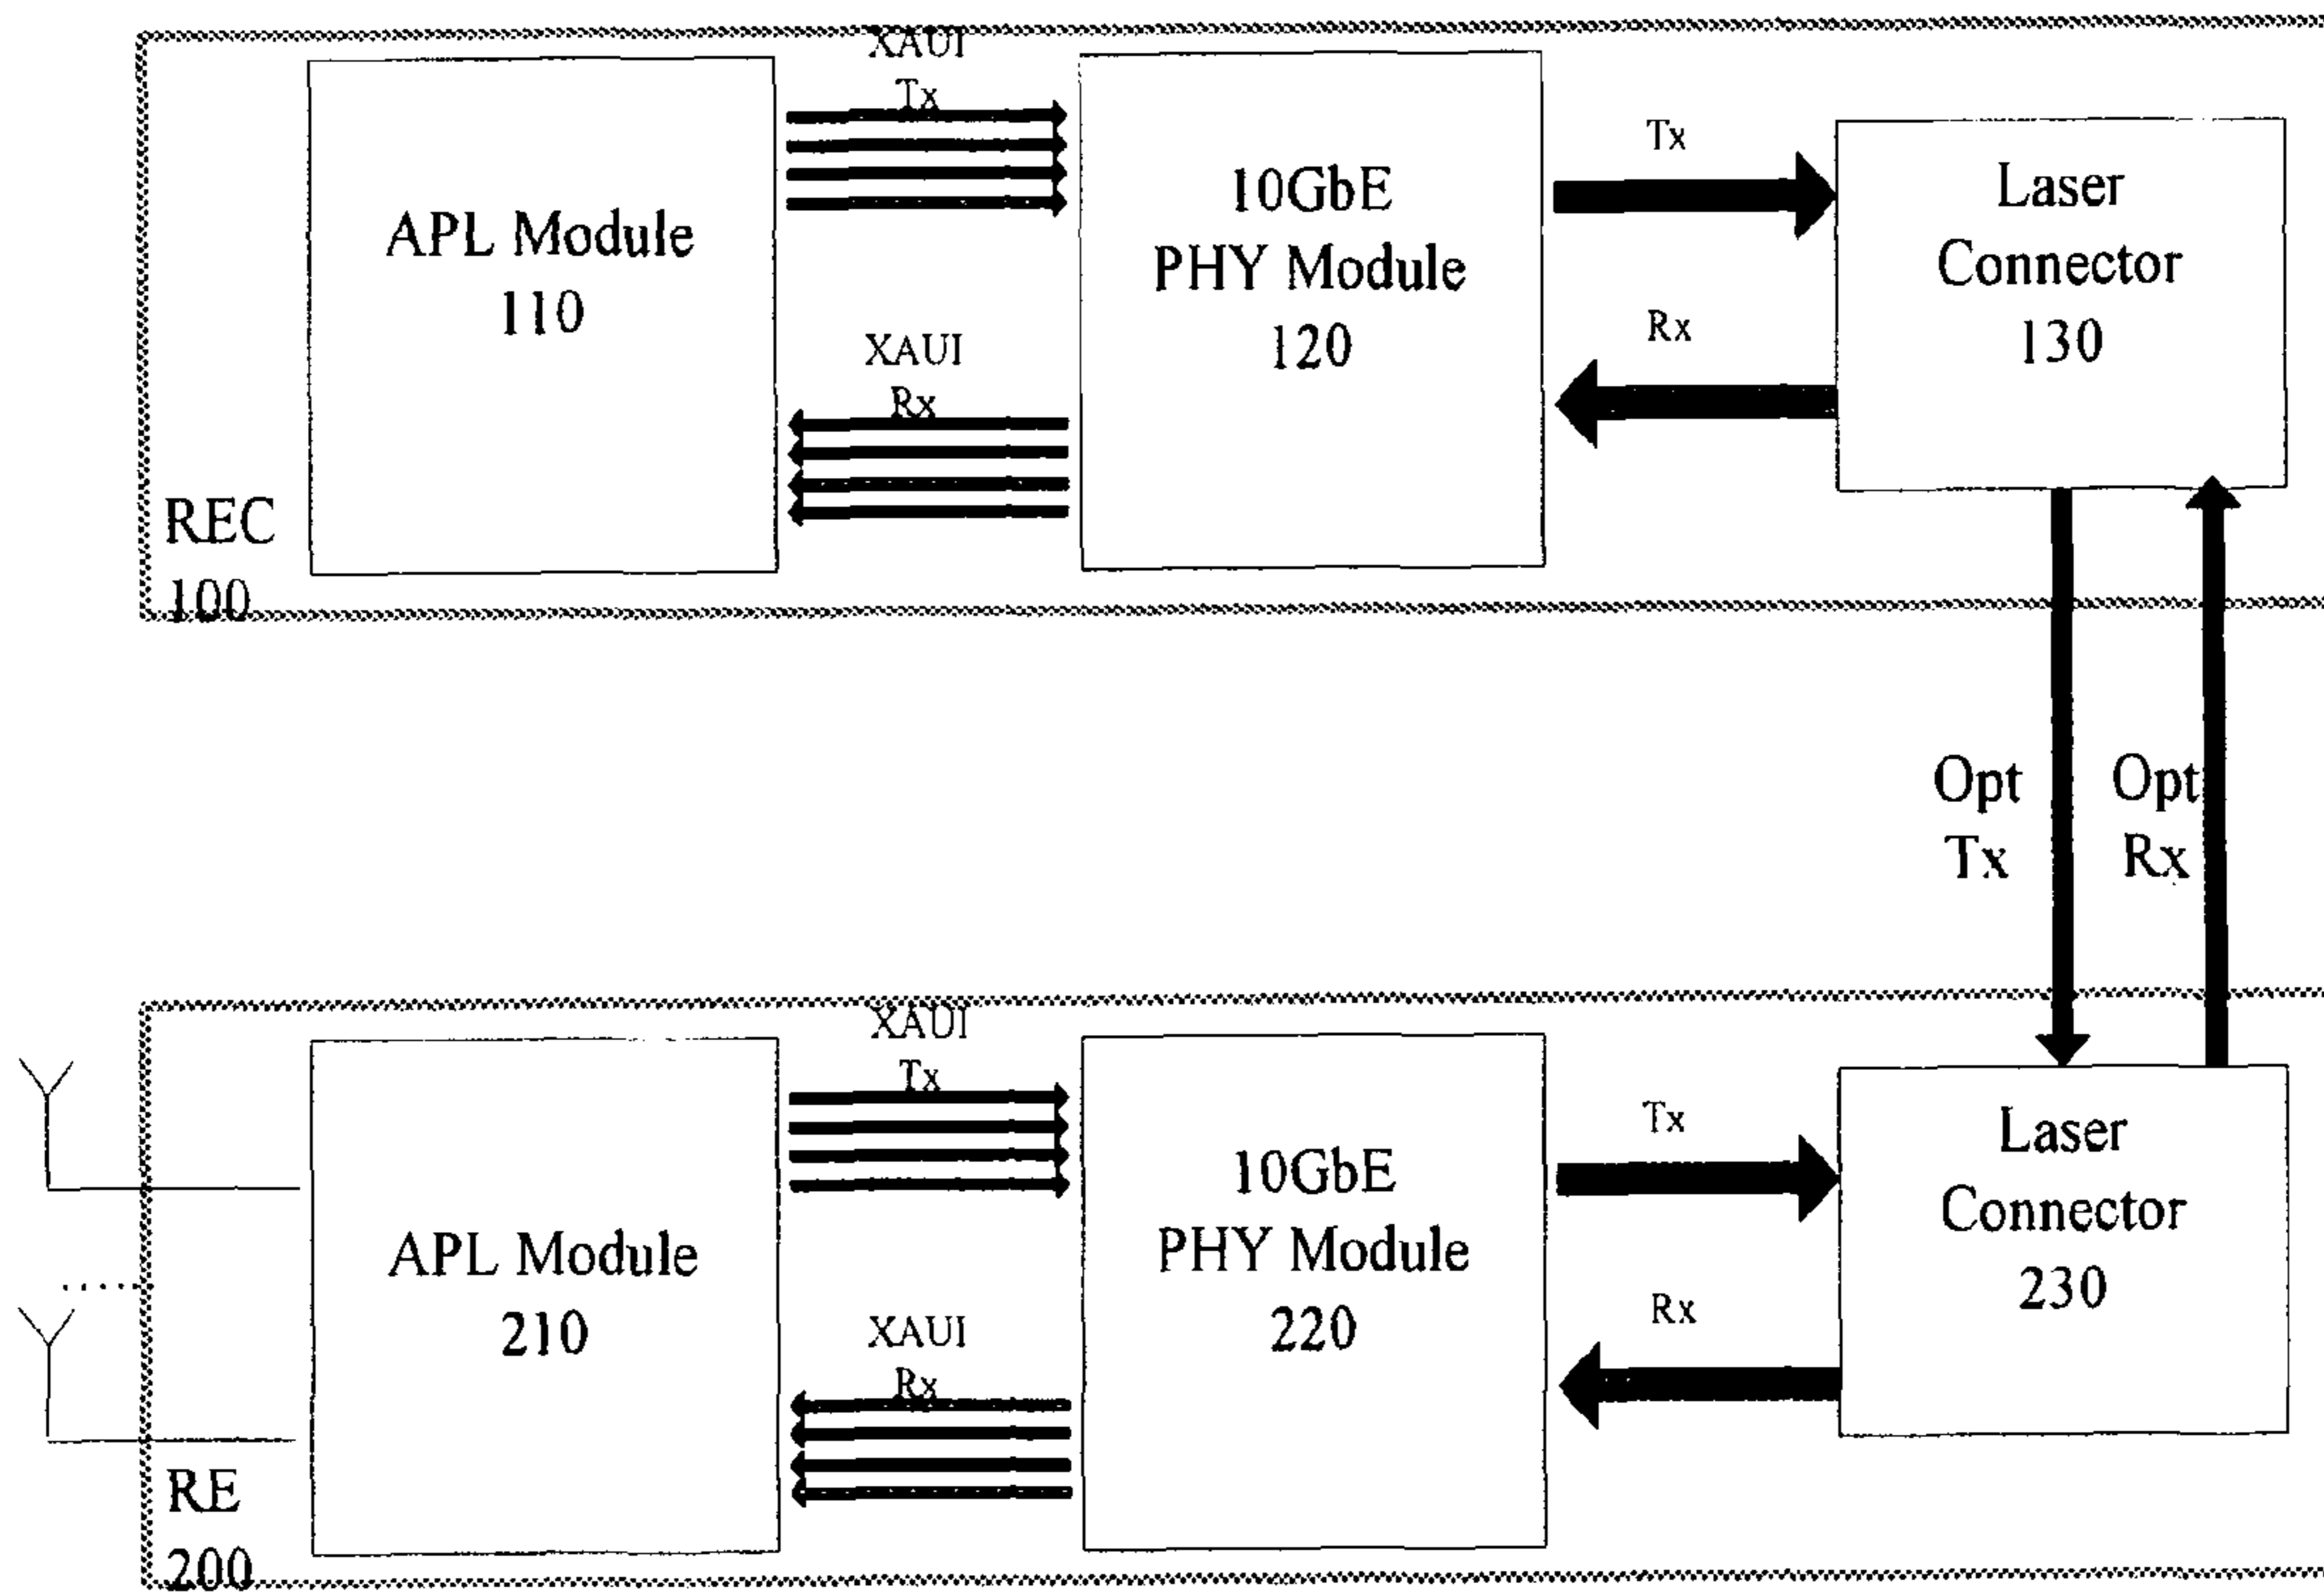 XAUI
Tx
APL Module
110
XAUI
Rx
10GbE
PHY Module
120
Tx
Rx
Laser
Connector
130
REC
100
Opt
Tx
Opt
Rx
XAUI
Tx
APL Module
210
XAUI
Rx
10GbE
PHY Module
220
Tx
Rx
Laser
Connector
230
RE
200